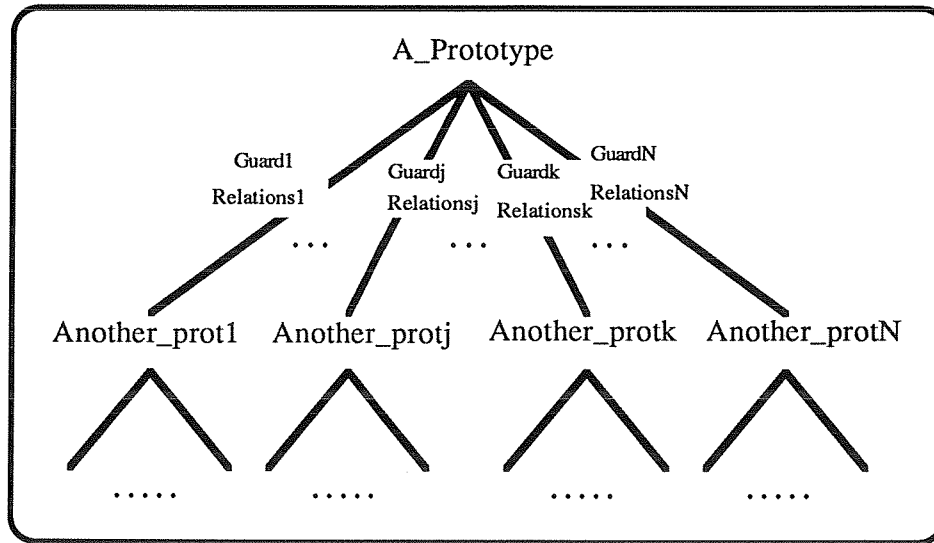 A_Prototype
Guard1 Guardj Guardk GuardN
Relations1 Relationsj Relationsk RelationsN
... ... ...
Another_prot1 Another_protj Another_protk Another_protN
..... ..... ..... .....